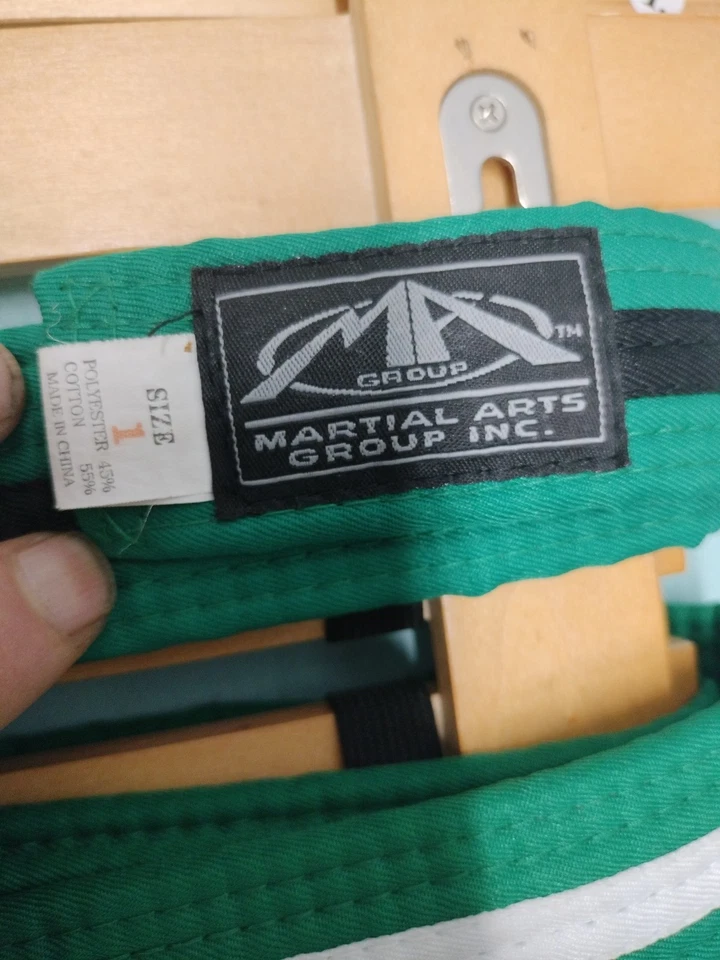 MA TM
GROUP
MARTIAL ARTS
GROUP INC.
SIZE
1
POLYESTER 45%
COTTON 55%
MADE IN CHINA